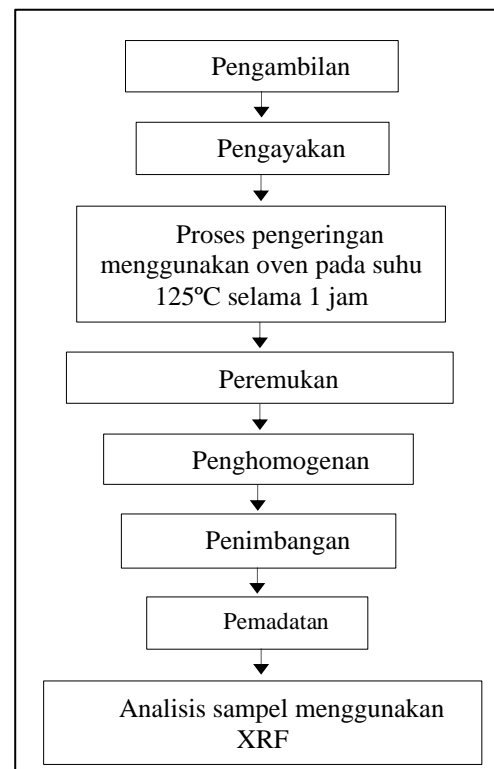 Pengambilan
Pengayakan
Proses pengeringan
menggunakan oven pada suhu
125ºC selama 1 jam
Peremukan
Penghomogenan
Penimbangan
Pemadatan
Analisis sampel menggunakan
XRF